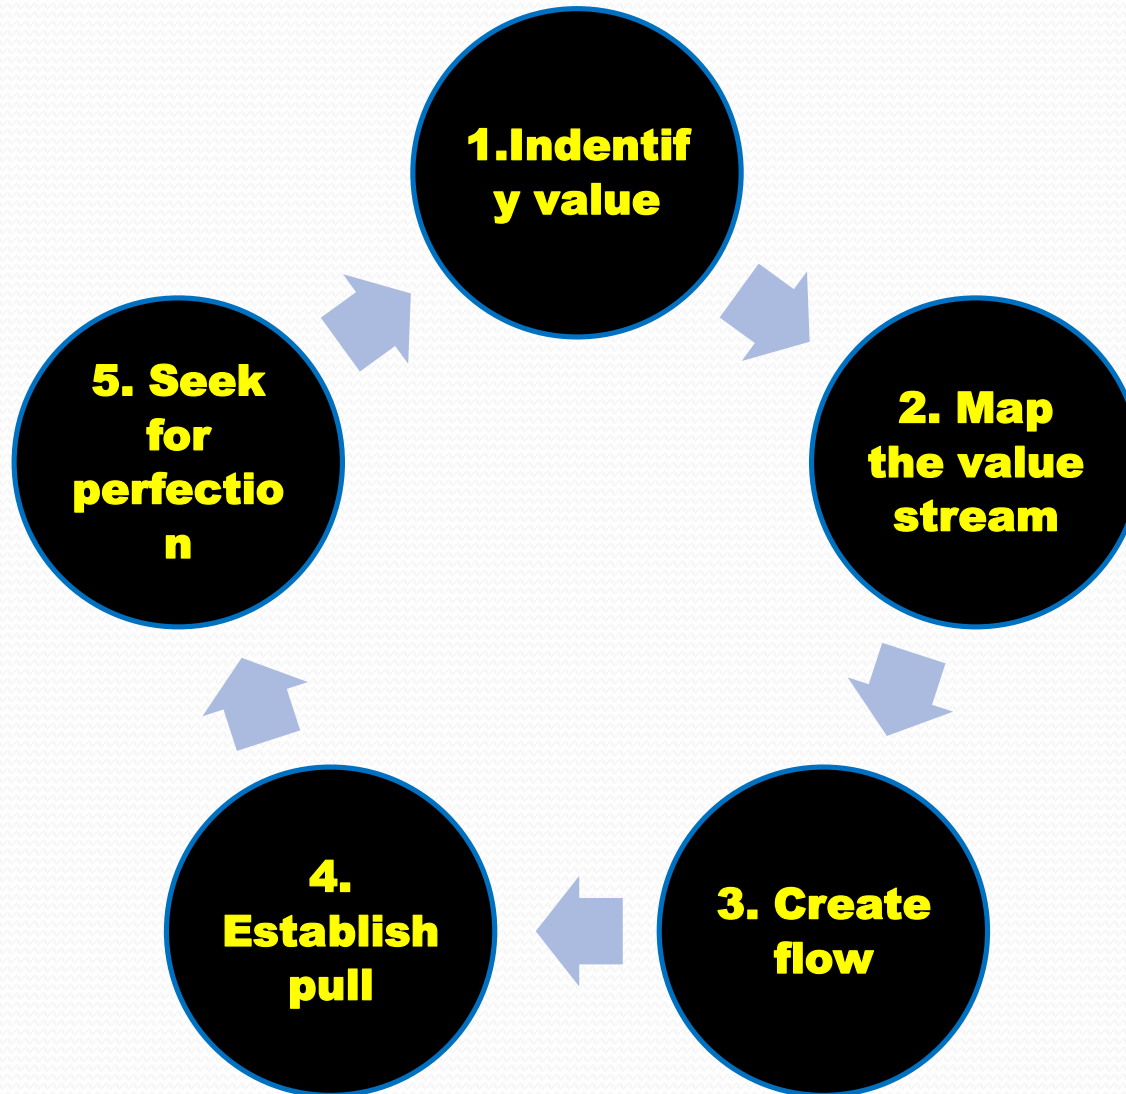 1.Indentif
y value
2. Map
the value
stream
3. Create
flow
4.
Establish
pull
5. Seek
for
perfectio
n